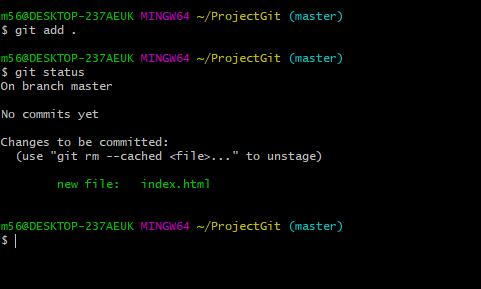 m56@DESKTOP-237AEUK MINGW64 ~/ProjectGit (master)
$ git add .
m56@DESKTOP-237AEUK MINGW64 ~/ProjectGit (master)
$ git status
On branch master
No commits yet
Changes to be committed:
  (use "git rm --cached <file>..." to unstage)
        new file:   index.html
m56@DESKTOP-237AEUK MINGW64 ~/ProjectGit (master)
$